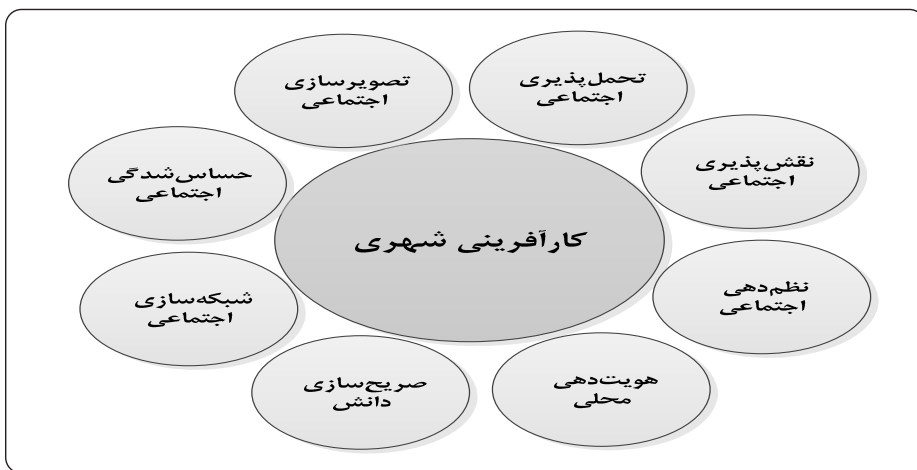 تحمل‌پذیری
اجتماعی
تصویرسازی
اجتماعی
نقش‌پذیری
اجتماعی
حساس‌شدگی
اجتماعی
کارآفرینی شهری
نظم‌دهی
اجتماعی
شبکه‌سازی
اجتماعی
هویت‌دهی
محلی
صریح‌سازی
دانش